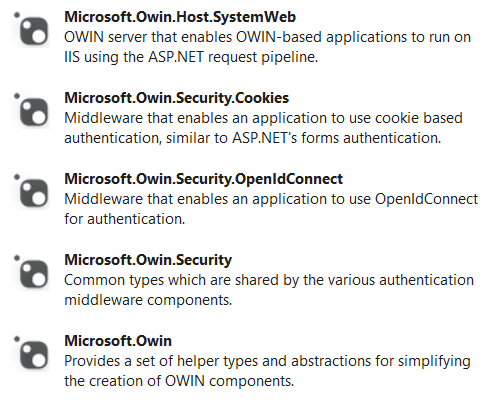 Microsoft.Owin.Host.SystemWeb
OWIN server that enables OWIN-based applications to run on
IIS using the ASP.NET request pipeline.
Microsoft.Owin.Security.Cookies
Middleware that enables an application to use cookie based
authentication, similar to ASP.NET's forms authentication.
Microsoft.Owin.Security.OpenIdConnect
Middleware that enables an application to use OpenIdConnect
for authentication.
Microsoft.Owin.Security
Common types which are shared by the various authentication
middleware components.
Microsoft.Owin
Provides a set of helper types and abstractions for simplifying
the creation of OWIN components.